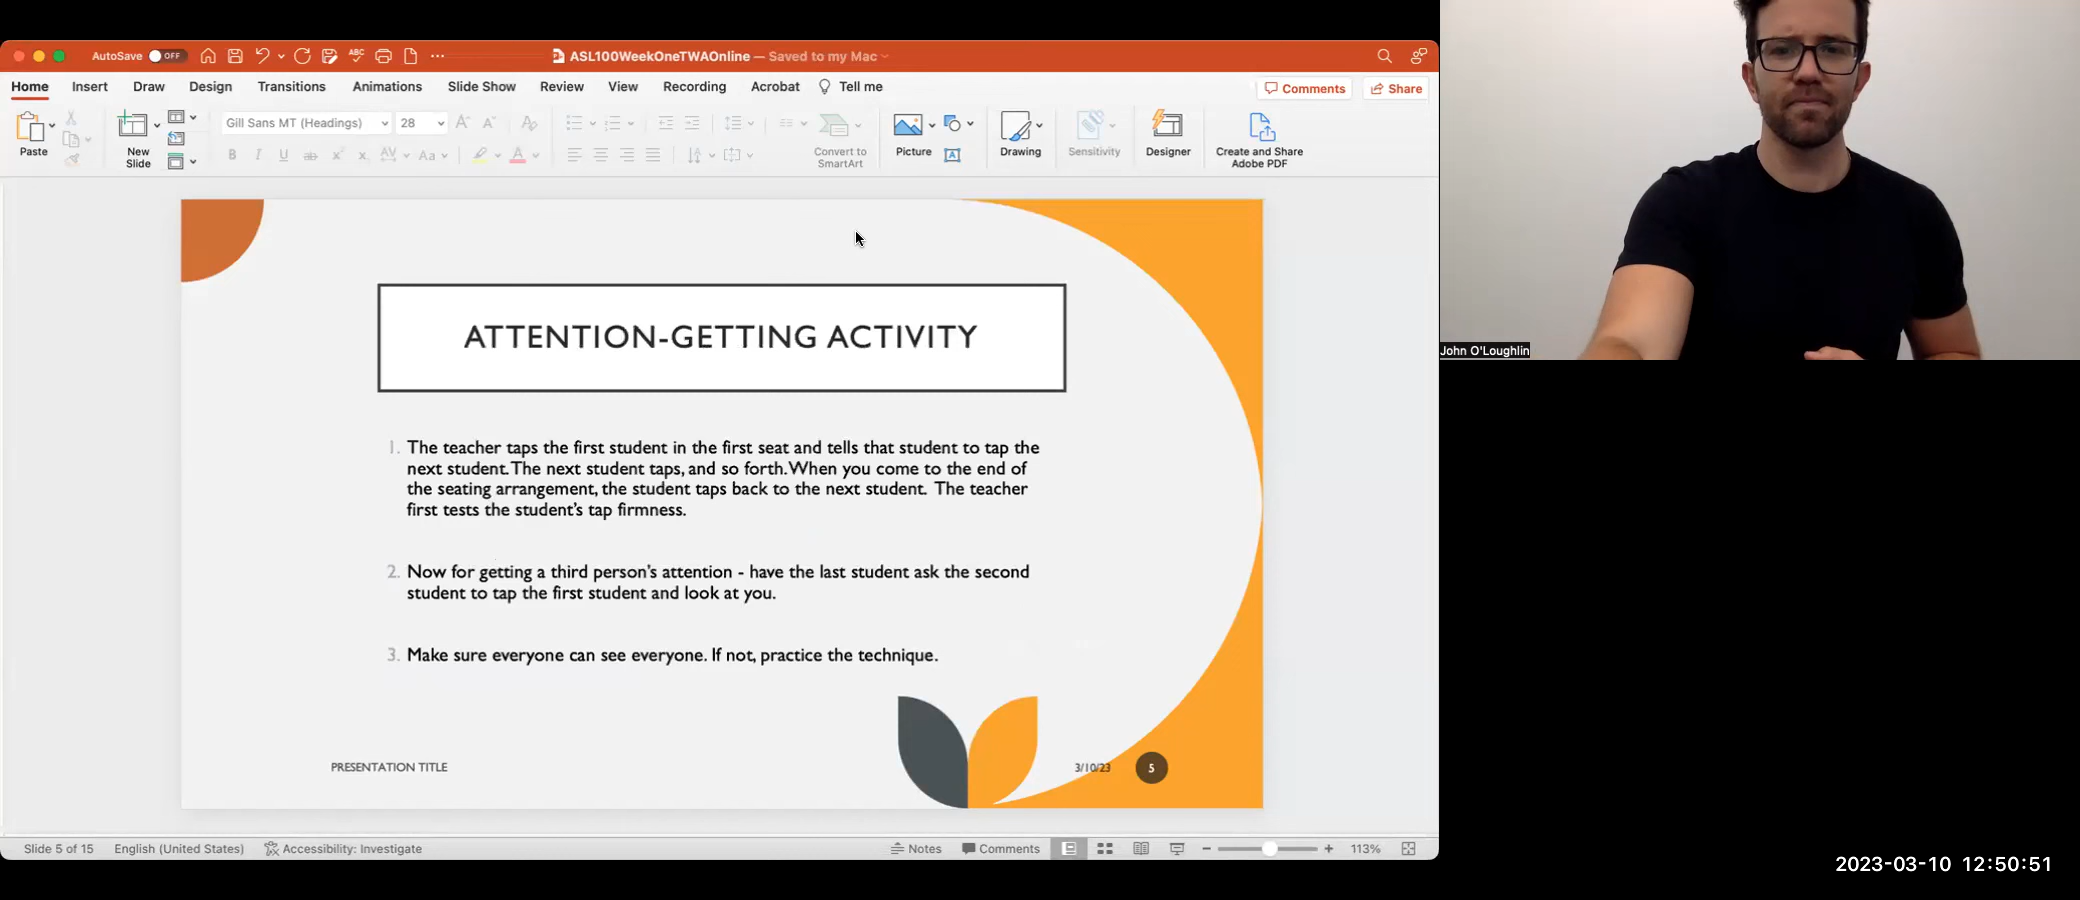 AutoSave OFF
ABC
ASL100WeekOneTWAOnline — Saved to my Mac
Home Insert Draw Design Transitions Animations Slide Show Review View Recording Acrobat Tell me
Comments Share
Paste
New Slide
Gill Sans MT (Headings) 28
Convert to SmartArt
Picture
Drawing
Sensitivity
Designer
Create and Share Adobe PDF
ATTENTION-GETTING ACTIVITY
1. The teacher taps the first student in the first seat and tells that student to tap the
next student. The next student taps, and so forth. When you come to the end of
the seating arrangement, the student taps back to the next student. The teacher
first tests the student's tap firmness.
2. Now for getting a third person's attention - have the last student ask the second
student to tap the first student and look at you.
3. Make sure everyone can see everyone. If not, practice the technique.
PRESENTATION TITLE
3/10/23
5
Slide 5 of 15 English (United States) Accessibility: Investigate Notes Comments 113%
John O'Loughlin
2023-03-10 12:50:51